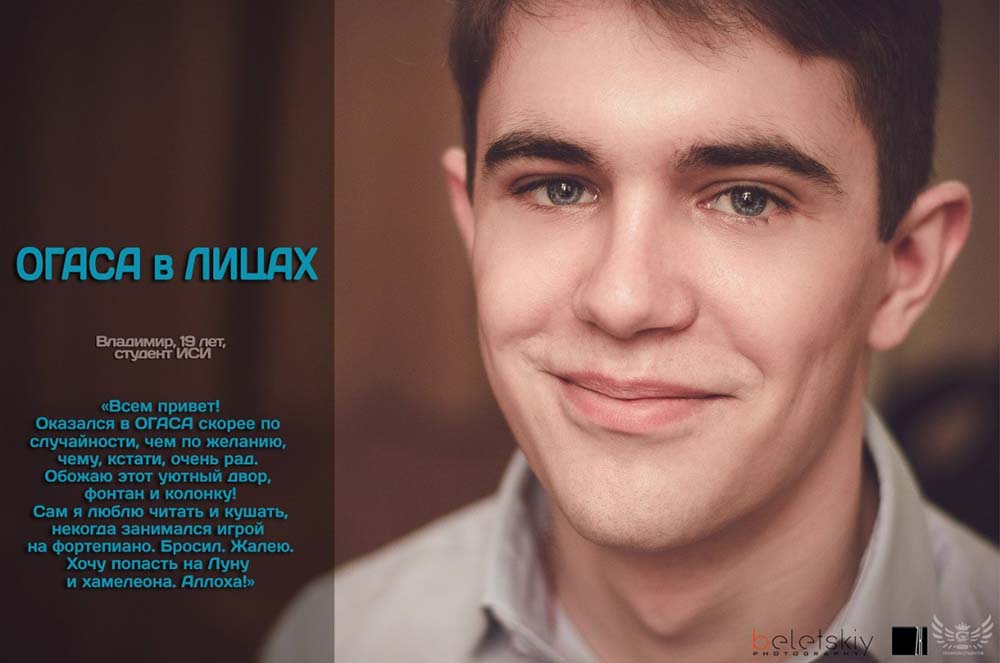 ОГАСА в ЛИЦАХ
Владимир, 19 лет,
студент ИСИ
«Всем привет!
Оказался в ОГАСА скорее по
случайности, чем по желанию,
чему, кстати, очень рад.
Обожаю этот уютный двор,
фонтан и колонку!
Сам я люблю читать и кушать,
некогда занимался игрой
на фортепиано. Бросил. Жалею.
Хочу попасть на Луну
и хамелеона. Аллоха!»
beletskiy
PHOTOGRAPHY